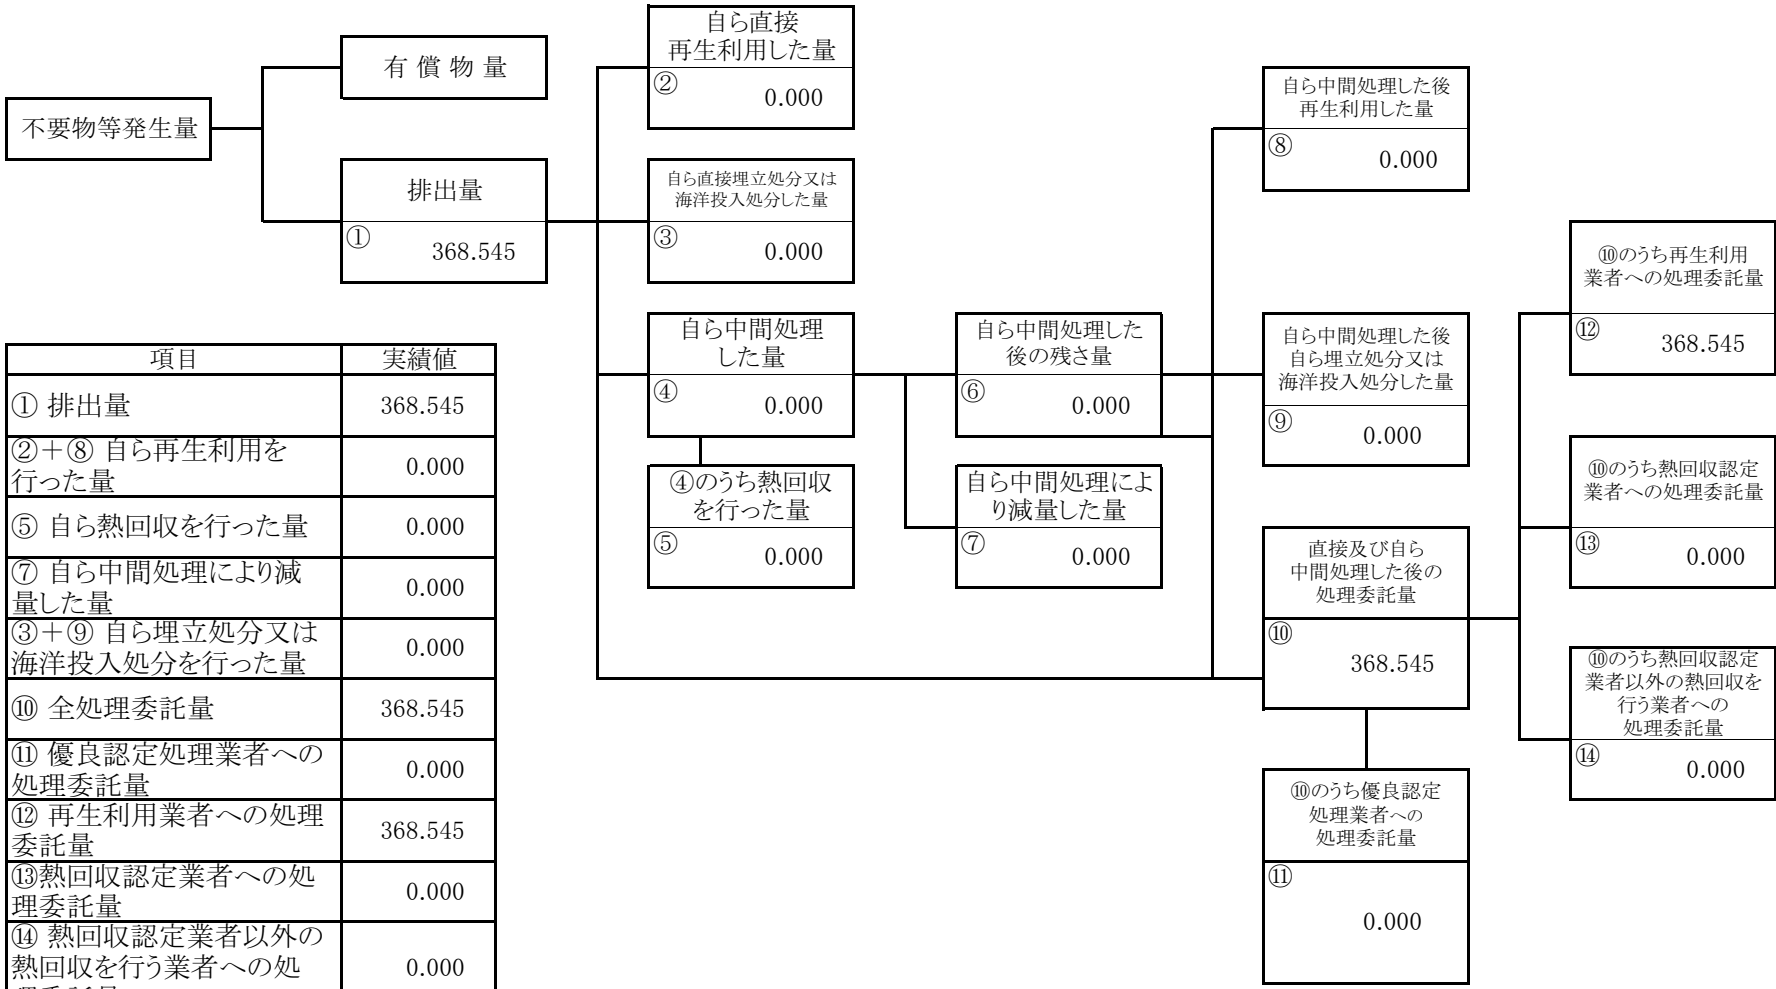 不要物等発生量
有 償 物 量
排出量
①
368.545
自ら直接
再生利用した量
②
0.000
自ら直接埋立処分又は
海洋投入処分した量
③
0.000
自ら中間処理
した量
④
0.000
④のうち熱回収
を行った量
⑤
0.000
自ら中間処理した
後の残さ量
⑥
0.000
自ら中間処理によ
り減量した量
⑦
0.000
自ら中間処理した後
再生利用した量
⑧
0.000
自ら中間処理した後
自ら埋立処分又は
海洋投入処分した量
⑨
0.000
直接及び自ら
中間処理した後の
処理委託量
⑩
368.545
⑩のうち優良認定
処理業者への
処理委託量
⑪
0.000
⑩のうち再生利用
業者への処理委託量
⑫
368.545
⑩のうち熱回収認定
業者への処理委託量
⑬
0.000
⑩のうち熱回収認定
業者以外の熱回収を
行う業者への
処理委託量
⑭
0.000
項目 実績値
① 排出量 368.545
②＋⑧ 自ら再生利用を
行った量 0.000
⑤ 自ら熱回収を行った量 0.000
⑦ 自ら中間処理により減
量した量 0.000
③＋⑨ 自ら埋立処分又は
海洋投入処分を行った量 0.000
⑩ 全処理委託量 368.545
⑪ 優良認定処理業者への
処理委託量 0.000
⑫ 再生利用業者への処理
委託量 368.545
⑬熱回収認定業者への処
理委託量 0.000
⑭ 熱回収認定業者以外の
熱回収を行う業者への処 0.000